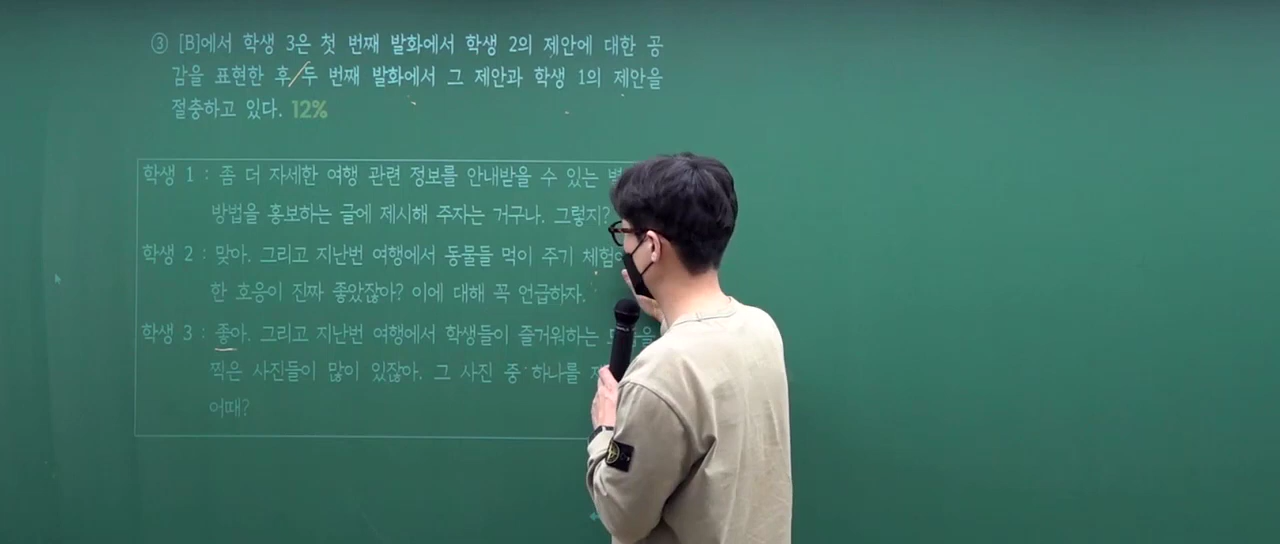 ③ [B]에서 학생 3은 첫 번째 발화에서 학생 2의 제안에 대한 공
감을 표현한 후/두 번째 발화에서 그 제안과 학생 1의 제안을
절충하고 있다. 12%
학생 1 : 좀 더 자세한 여행 관련 정보를 안내받을 수 있는
방법을 홍보하는 글에 제시해 주자는 거구나. 그렇지?
학생 2 : 맞아. 그리고 지난번 여행에서 동물들 먹이 주기
한 호응이 진짜 좋았잖아? 이에 대해 꼭 언급하자.
학생 3 : 좋아. 그리고 지난번 여행에서 학생들이 즐거워하는
찍은 사진들이 많이 있잖아. 그 사진 중 하나를
어때?